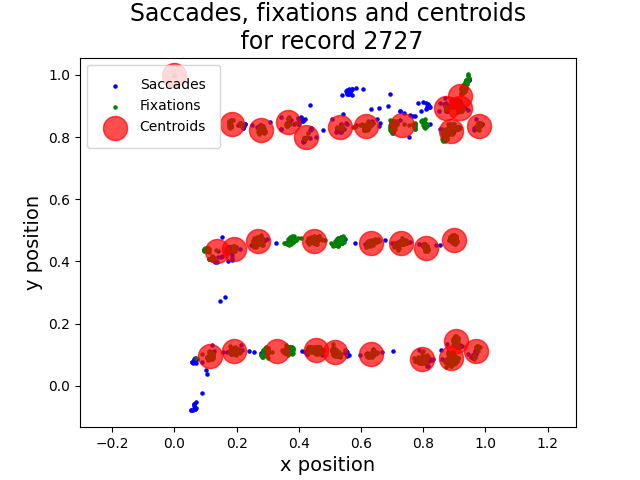 Saccades, fixations and centroids
for record 2727
Saccades
Fixations
Centroids
y position
1.0
0.8
0.6
0.4
0.2
0.0
−0.2 0.0 0.2 0.4 0.6 0.8 1.0 1.2
x position